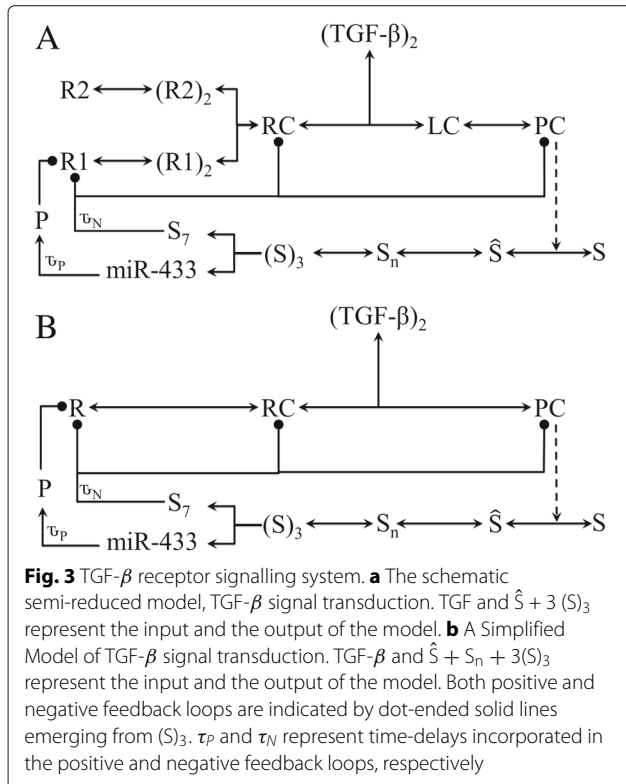 A
(TGF-β)₂
R2 (R2)₂
RC LC PC
R1 (R1)₂
P τN S₇
(S)₃ Sₙ Ŝ S
τP miR-433
B
(TGF-β)₂
R RC PC
P τN S₇
(S)₃ Sₙ Ŝ S
τP miR-433
Fig. 3 TGF-β receptor signalling system. a The schematic
semi-reduced model, TGF-β signal transduction. TGF and Ŝ + 3 (S)₃
represent the input and the output of the model. b A Simplified
Model of TGF-β signal transduction. TGF-β and Ŝ + Sₙ + 3(S)₃
represent the input and the output of the model. Both positive and
negative feedback loops are indicated by dot-ended solid lines
emerging from (S)₃. τP and τN represent time-delays incorporated in
the positive and negative feedback loops, respectively